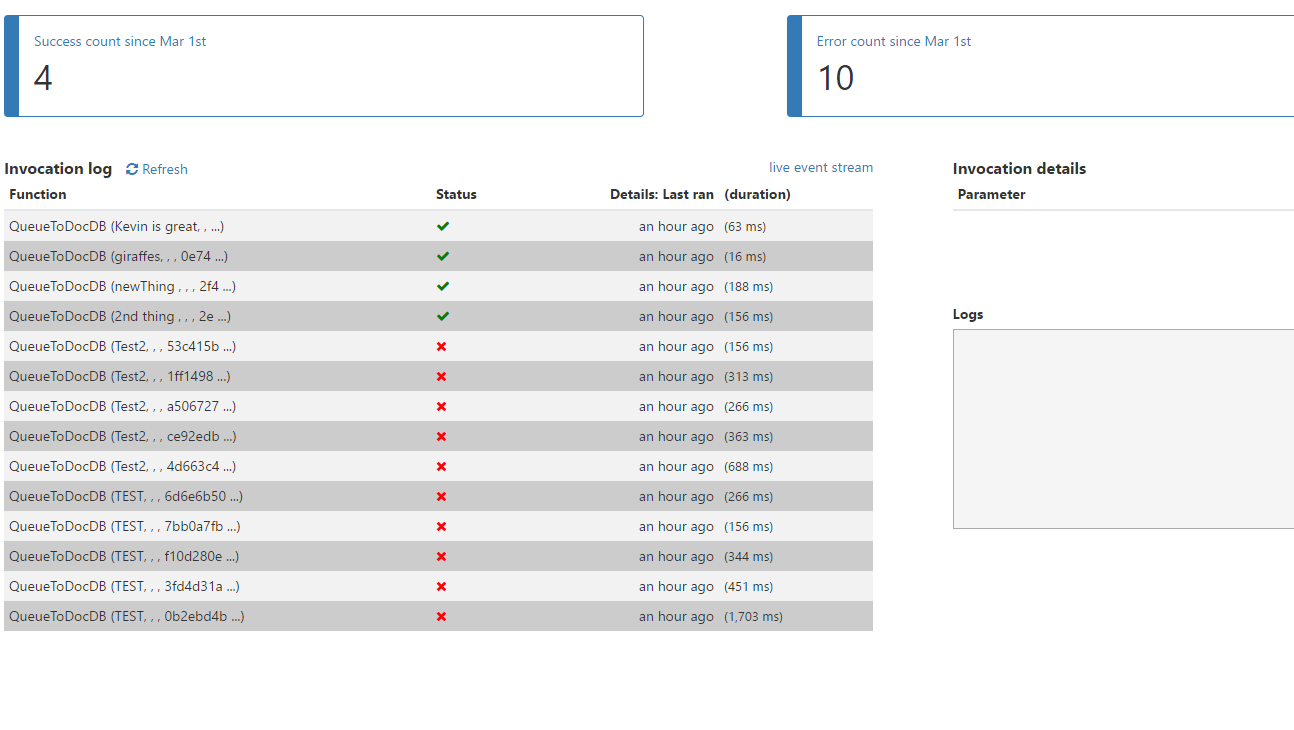 Success count since Mar 1st
4
Error count since Mar 1st
10
Invocation log Refresh live event stream
Function Status Details: Last ran (duration)
QueueToDocDB (Kevin is great, , ...) an hour ago (63 ms)
QueueToDocDB (giraffes, , , 0e74 ...) an hour ago (16 ms)
QueueToDocDB (newThing , , , 2f4 ...) an hour ago (188 ms)
QueueToDocDB (2nd thing , , , 2e ...) an hour ago (156 ms)
QueueToDocDB (Test2, , , 53c415b ...) an hour ago (156 ms)
QueueToDocDB (Test2, , , 1ff1498 ...) an hour ago (313 ms)
QueueToDocDB (Test2, , , a506727 ...) an hour ago (266 ms)
QueueToDocDB (Test2, , , ce92edb ...) an hour ago (363 ms)
QueueToDocDB (Test2, , , 4d663c4 ...) an hour ago (688 ms)
QueueToDocDB (TEST, , , 6d6e6b50 ...) an hour ago (266 ms)
QueueToDocDB (TEST, , , 7bb0a7fb ...) an hour ago (156 ms)
QueueToDocDB (TEST, , , f10d280e ...) an hour ago (344 ms)
QueueToDocDB (TEST, , , 3fd4d31a ...) an hour ago (451 ms)
QueueToDocDB (TEST, , , 0b2ebd4b ...) an hour ago (1,703 ms)
Invocation details
Parameter
Logs